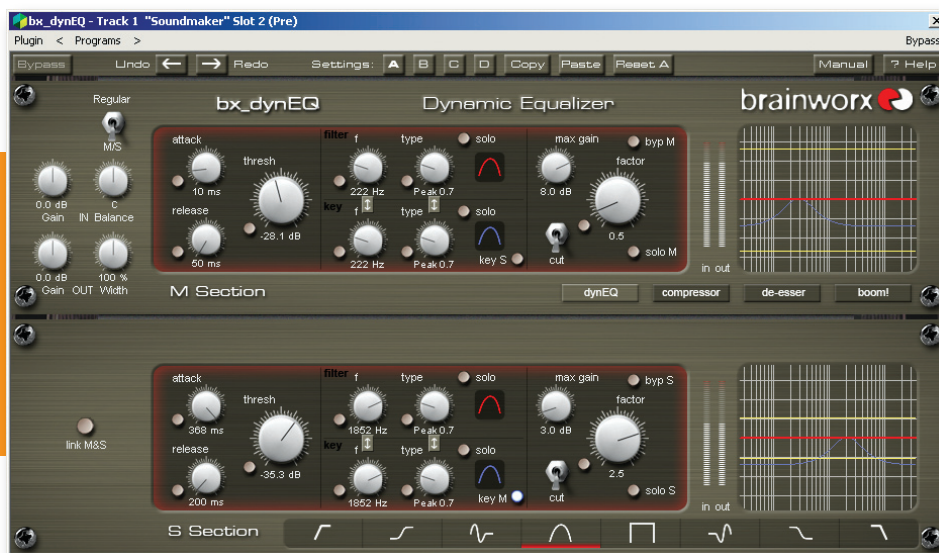 bx_dynEQ - Track 1 "Soundmaker" Slot 2 (Pre)
Plugin < Programs > Bypass
Bypass Undo Redo Settings: A B C D Copy Paste Reset A Manual ? Help
Regular
M/S
0.0 dB C
Gain IN Balance
0.0 dB 100 %
Gain OUT Width
bx_dynEQ Dynamic Equalizer brainworx
attack filter f type solo max gain byp M
thresh factor
10 ms 222 Hz Peak 0.7 8.0 dB
release key f type solo
-28.1 dB 0.5
50 ms 222 Hz Peak 0.7 key S cut solo M
in out
M Section dynEQ compressor de-esser boom!
attack filter f type solo max gain byp S
thresh factor
368 ms 1852 Hz Peak 0.7 3.0 dB
link M&S release key f type solo
-35.3 dB 2.5
200 ms 1852 Hz Peak 0.7 key M cut solo S
in out
S Section